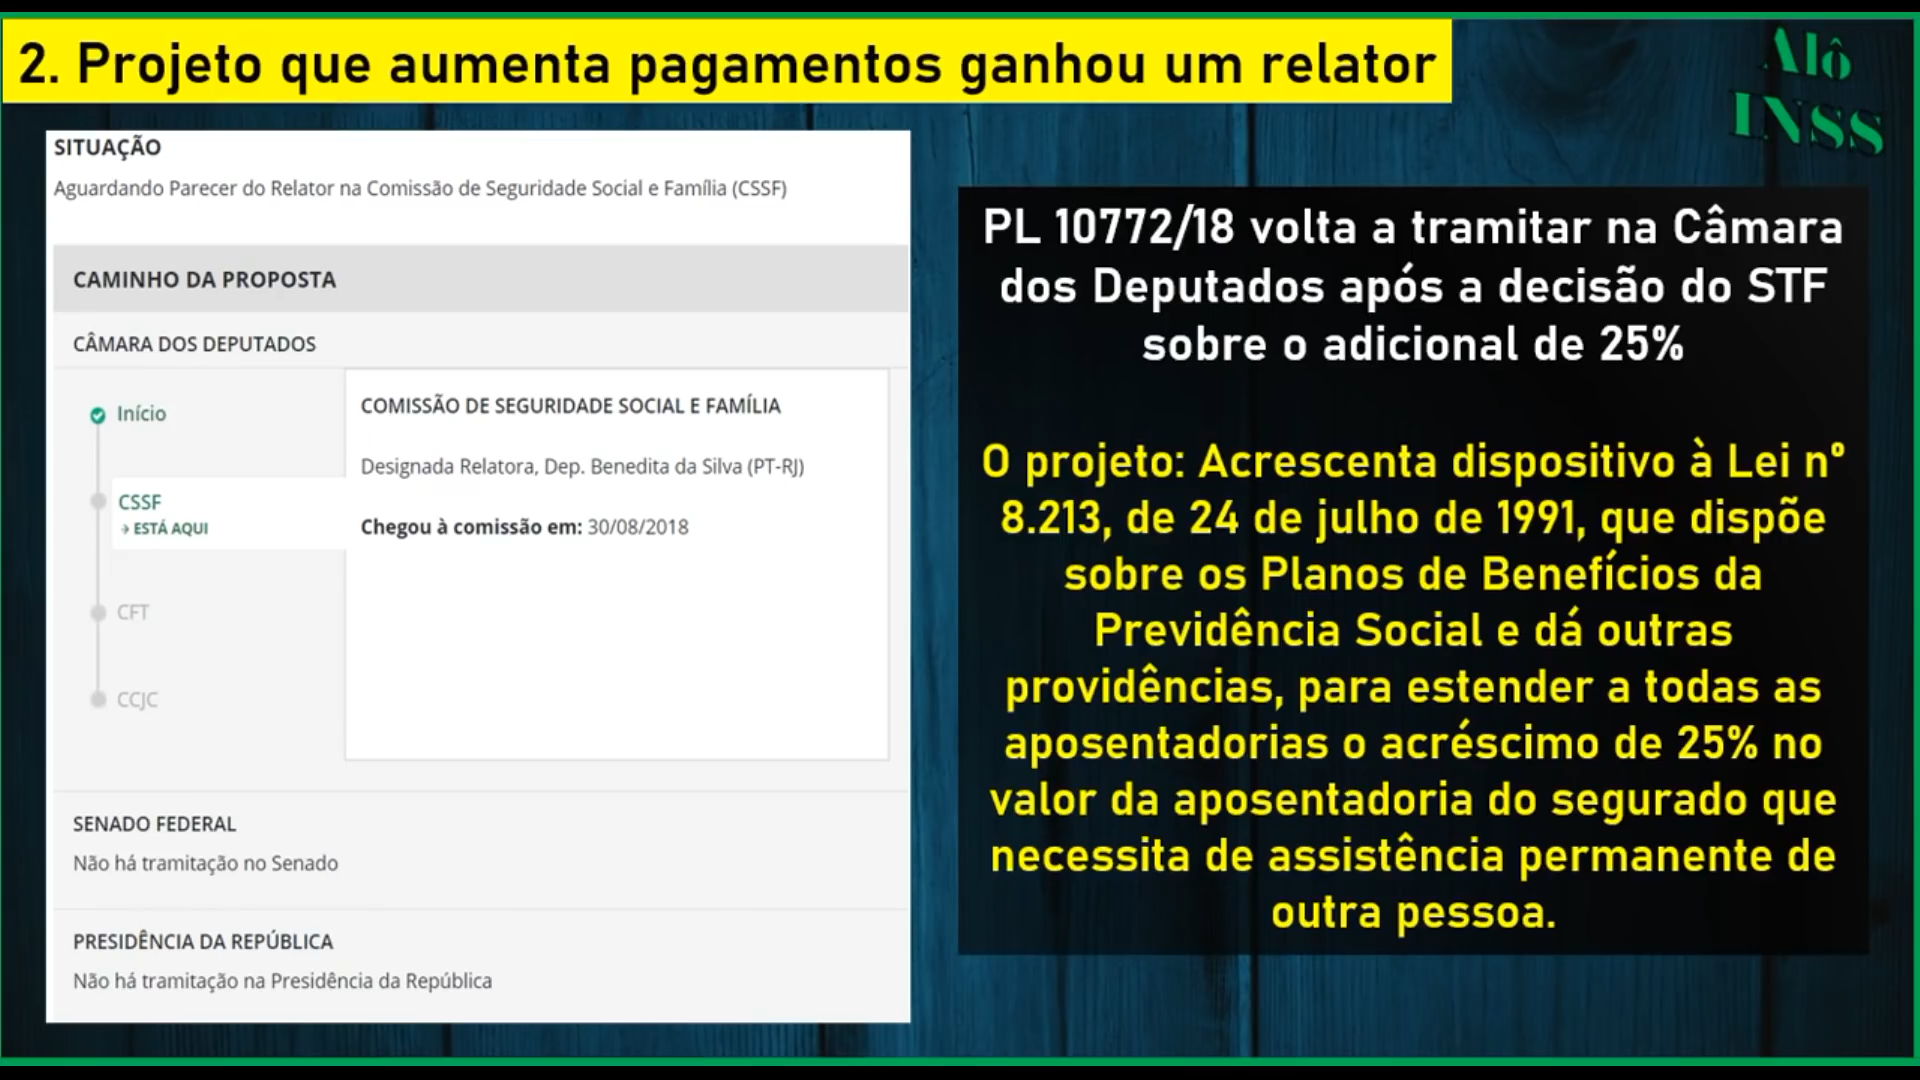 2. Projeto que aumenta pagamentos ganhou um relator
Alô
INSS
SITUAÇÃO
Aguardando Parecer do Relator na Comissão de Seguridade Social e Família (CSSF)
CAMINHO DA PROPOSTA
CÂMARA DOS DEPUTADOS
Início
CSSF
→ ESTÁ AQUI
CFT
CCJC
COMISSÃO DE SEGURIDADE SOCIAL E FAMÍLIA
Designada Relatora, Dep. Benedita da Silva (PT-RJ)
Chegou à comissão em: 30/08/2018
SENADO FEDERAL
Não há tramitação no Senado
PRESIDÊNCIA DA REPÚBLICA
Não há tramitação na Presidência da República
PL 10772/18 volta a tramitar na Câmara
dos Deputados após a decisão do STF
sobre o adicional de 25%
O projeto: Acrescenta dispositivo à Lei nº
8.213, de 24 de julho de 1991, que dispõe
sobre os Planos de Benefícios da
Previdência Social e dá outras
providências, para estender a todas as
aposentadorias o acréscimo de 25% no
valor da aposentadoria do segurado que
necessita de assistência permanente de
outra pessoa.